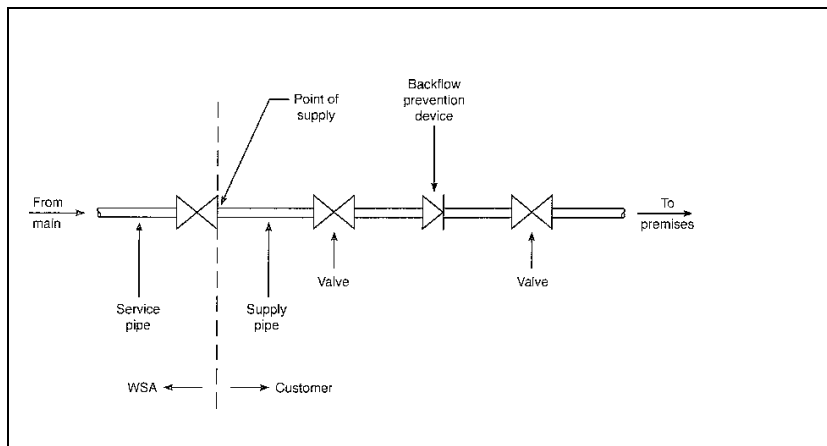 Backflow
prevention
device
Point of
supply
From
main
To
premises
Valve
Valve
Service
pipe
Supply
pipe
WSA
Customer